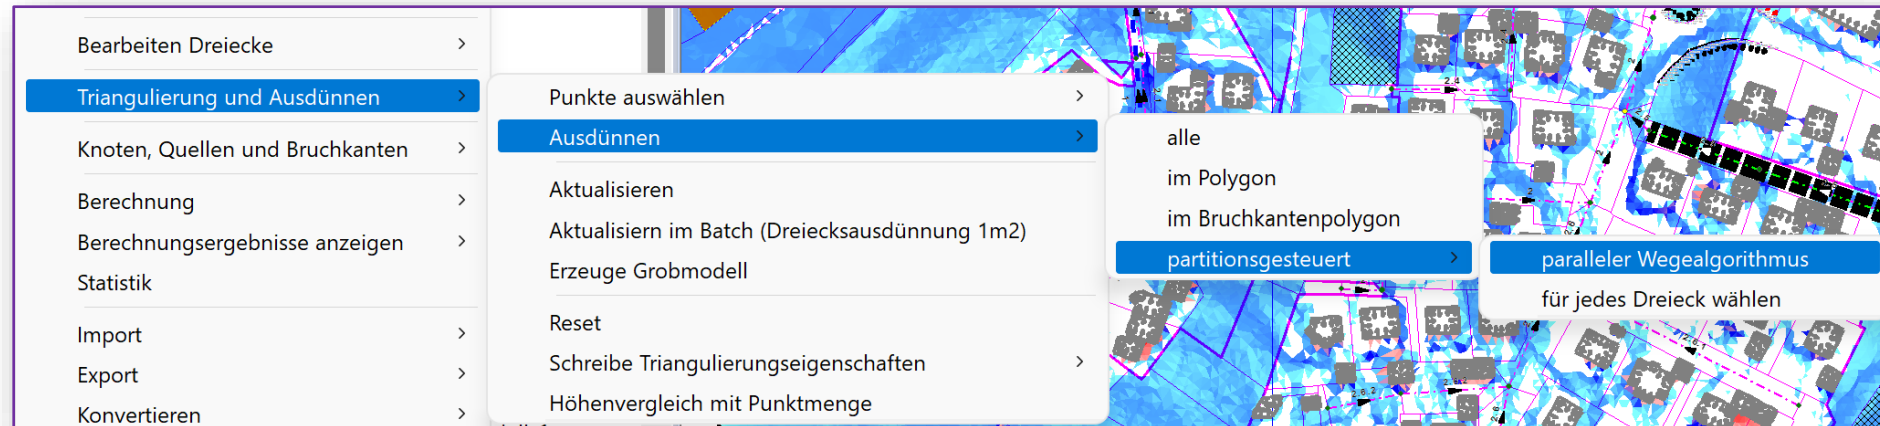 Bearbeiten Dreiecke
Triangulierung und Ausdünnen
Knoten, Quellen und Bruchkanten
Berechnung
Berechnungsergebnisse anzeigen
Statistik
Import
Export
Konvertieren
Punkte auswählen
Ausdünnen
Aktualisieren
Aktualisiern im Batch (Dreiecksausdünnung 1m2)
Erzeuge Grobmodell
Reset
Schreibe Triangulierungseigenschaften
Höhenvergleich mit Punktmenge
alle
im Polygon
im Bruchkantenpolygon
partitionsgesteuert
paralleler Wegealgorithmus
für jedes Dreieck wählen
2.4